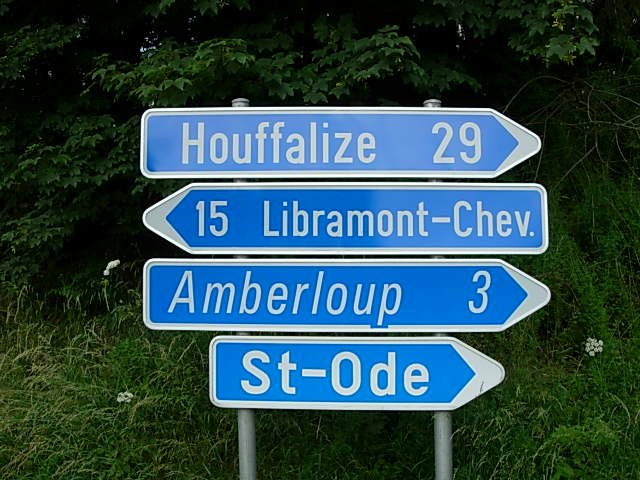 Houffalize 29
15 Libramont-Chev.
Amberloup 3
St-Ode